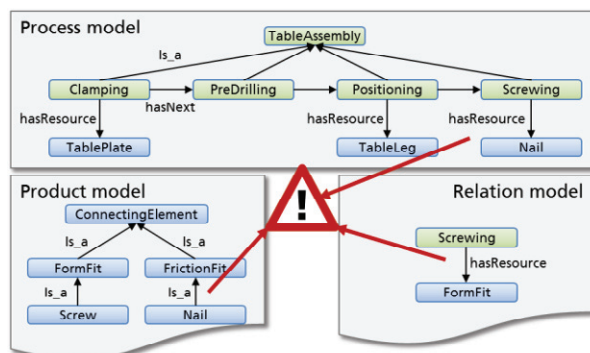 Process model
TableAssembly
Is_a
Clamping
PreDrilling
Positioning
Screwing
hasNext
hasResource
hasResource
hasResource
TablePlate
TableLeg
Nail
Product model
ConnectingElement
Is_a
Is_a
FormFit
FrictionFit
Is_a
Is_a
Screw
Nail
!
Relation model
Screwing
hasResource
FormFit